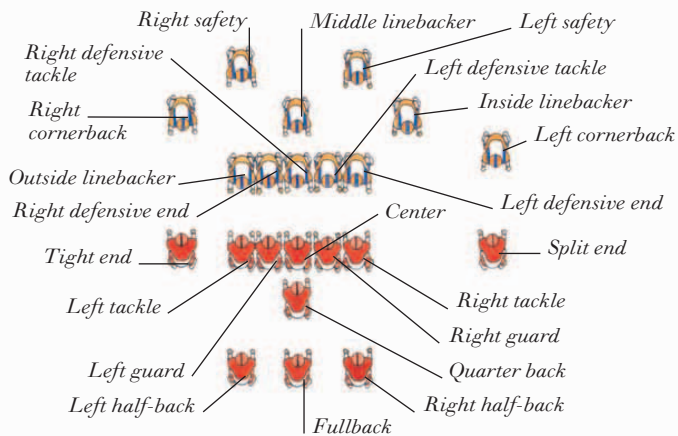 Right safety
Middle linebacker
Left safety
Right defensive
tackle
Left defensive tackle
Right
cornerback
Inside linebacker
Left cornerback
Outside linebacker
Right defensive end
Center
Left defensive end
Tight end
Split end
Left tackle
Right tackle
Right guard
Left guard
Quarter back
Left half-back
Right half-back
Fullback